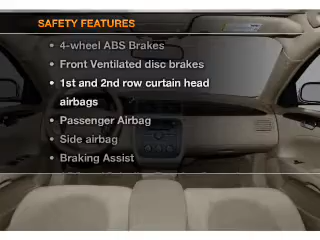 SAFETY FEATURES
• 4-wheel ABS Brakes
• Front Ventilated disc brakes
• 1st and 2nd row curtain head
airbags
• Passenger Airbag
• Side airbag
• Braking Assist